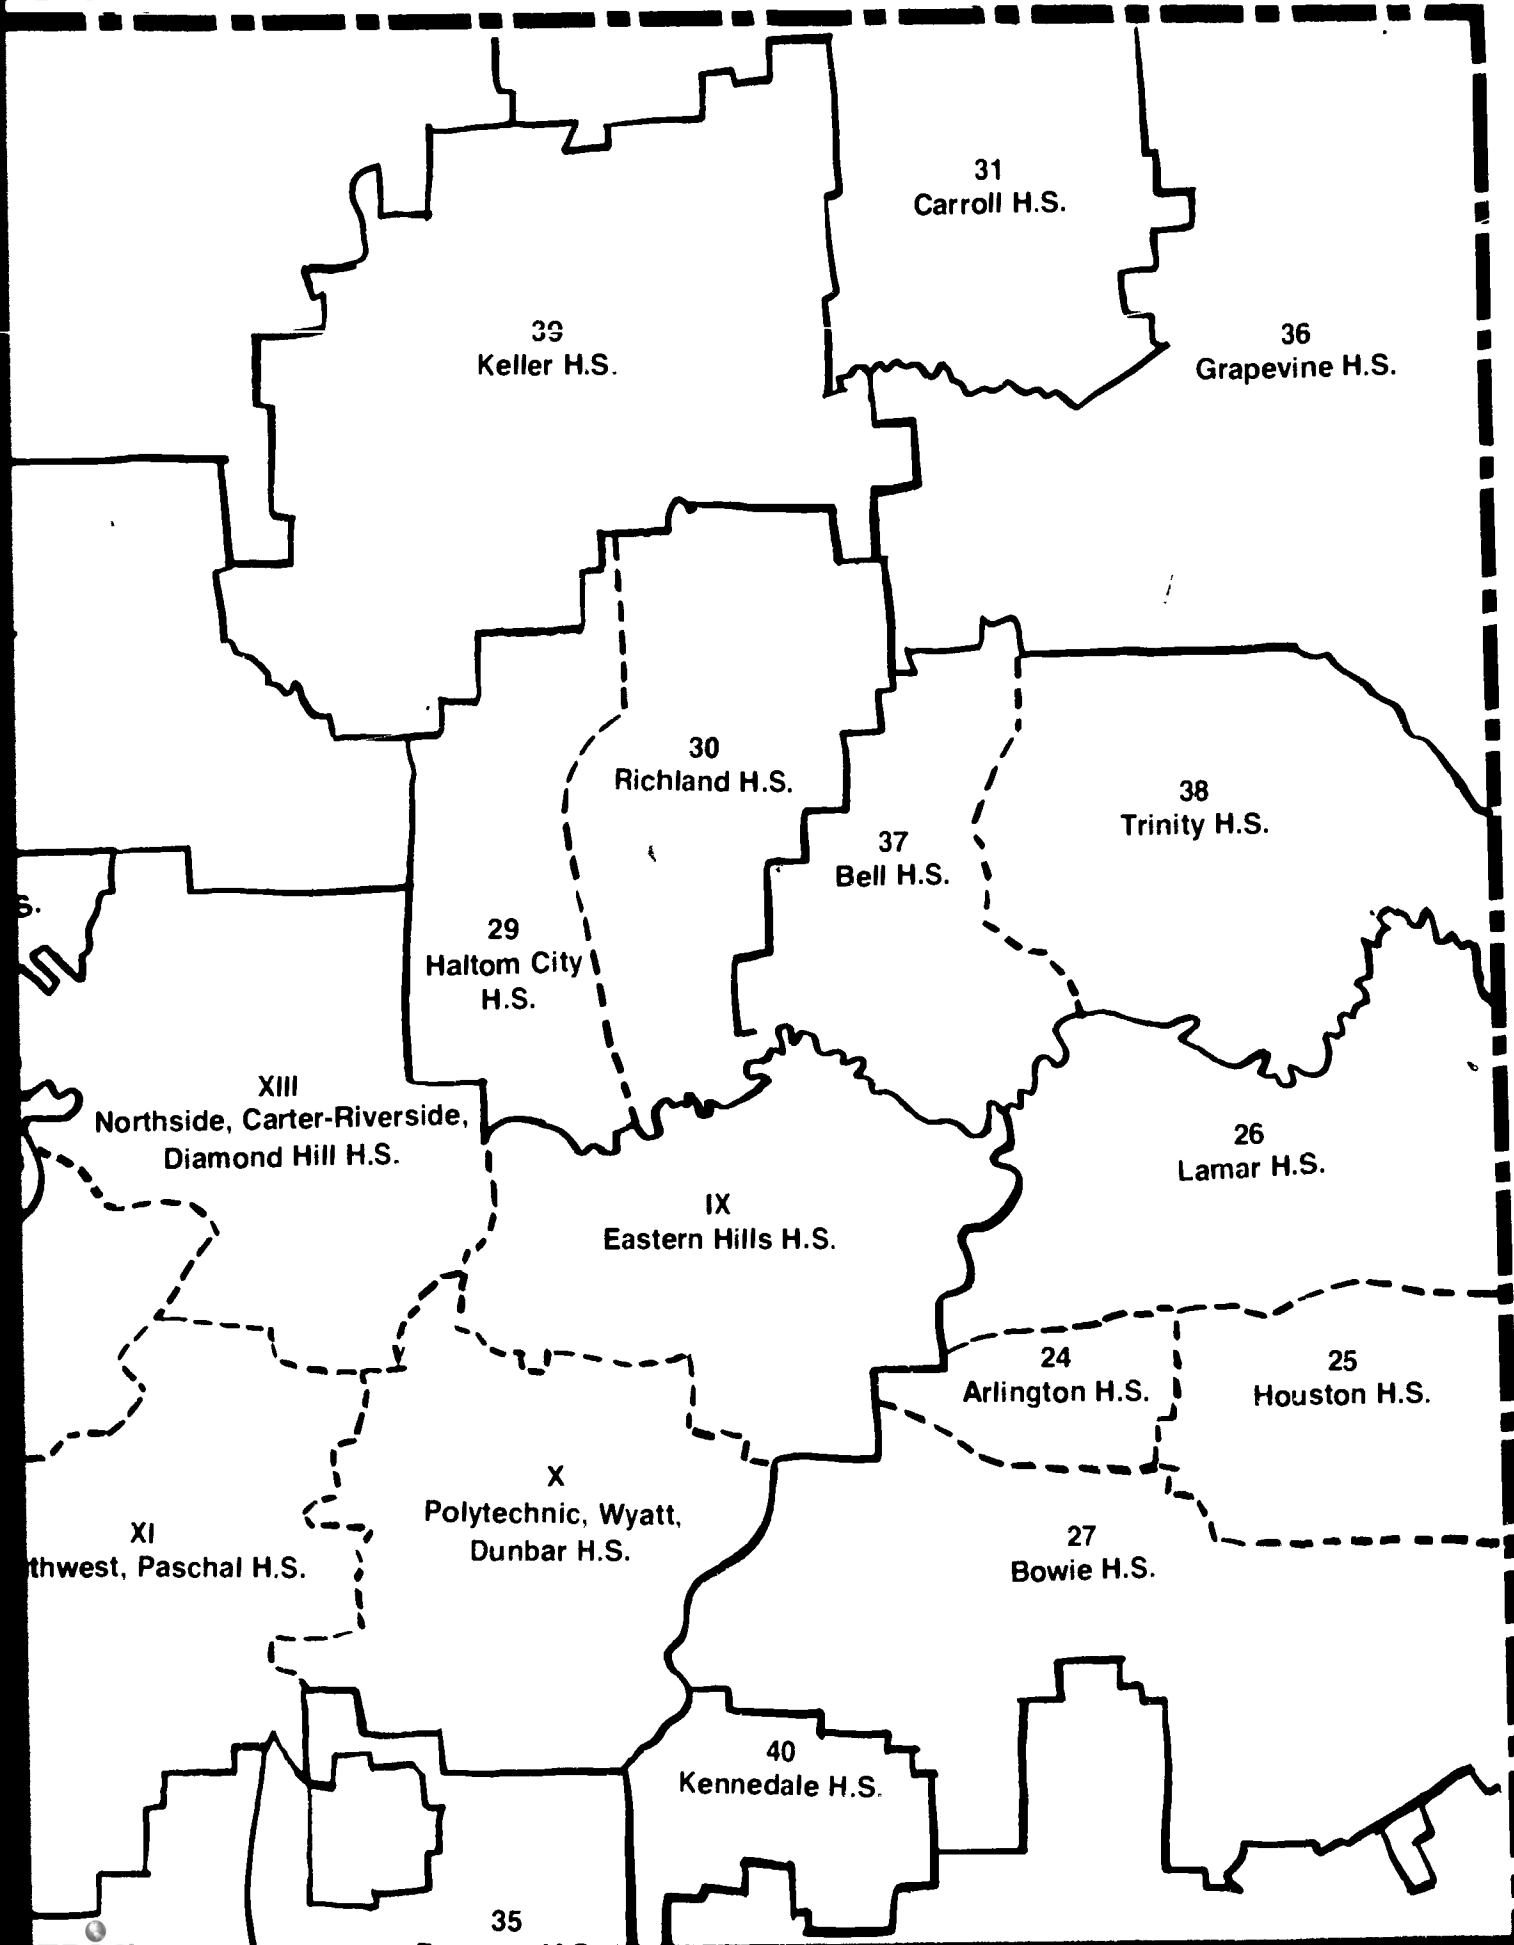 31
Carroll H.S.
39
Keller H.S.
36
Grapevine H.S.
30
Richland H.S.
38
Trinity H.S.
37
Bell H.S.
S.
29
Haltom City
H.S.
XIII
Northside, Carter-Riverside,
Diamond Hill H.S.
26
Lamar H.S.
IX
Eastern Hills H.S.
24
Arlington H.S.
25
Houston H.S.
X
Polytechnic, Wyatt,
Dunbar H.S.
XI
thwest, Paschal H.S.
27
Bowie H.S.
40
Kennedale H.S.
35